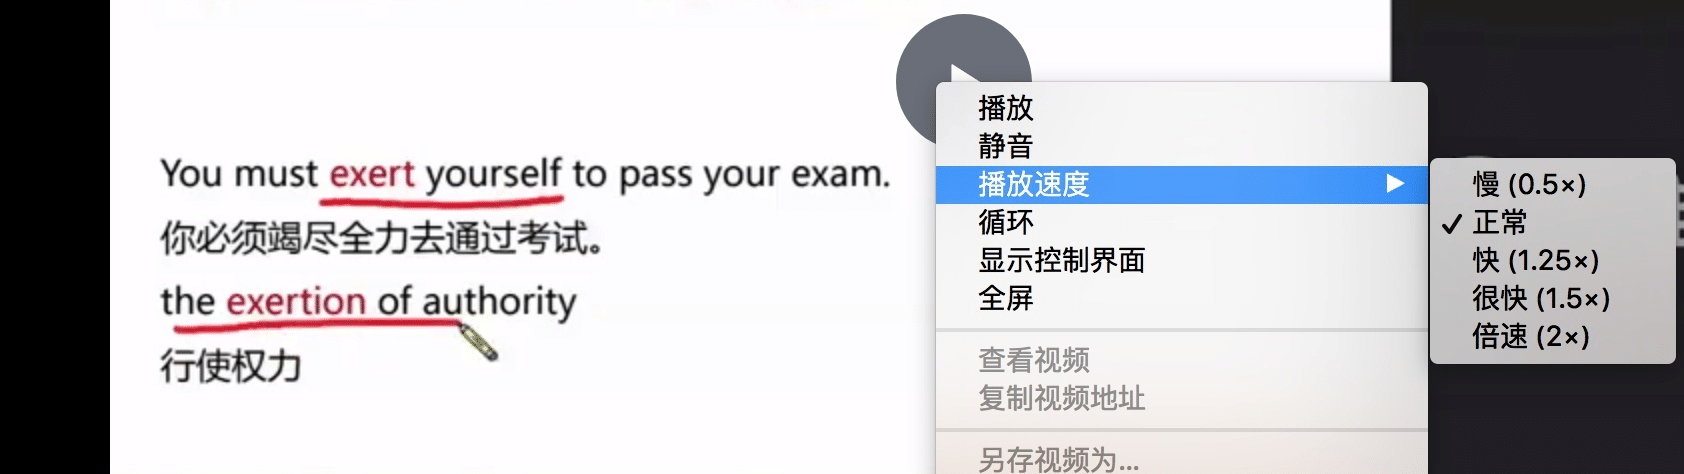 You must exert yourself to pass your exam.
你必须竭尽全力去通过考试。
the exertion of authority
行使权力
播放
静音
播放速度
循环
显示控制界面
全屏
查看视频
复制视频地址
另存视频为...
慢 (0.5×)
正常
快 (1.25×)
很快 (1.5×)
倍速 (2×)